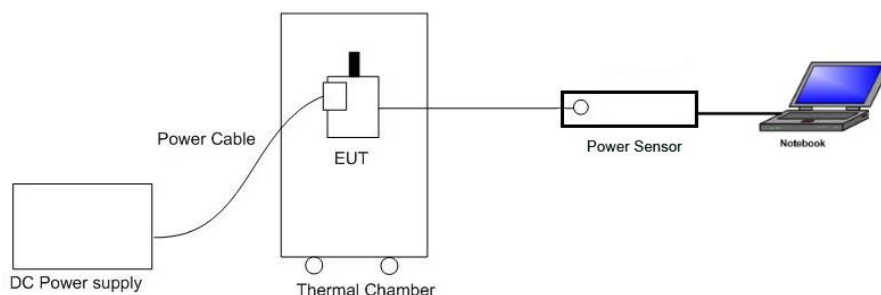 Power Cable
EUT
Power Sensor
Notebook
DC Power supply
Thermal Chamber